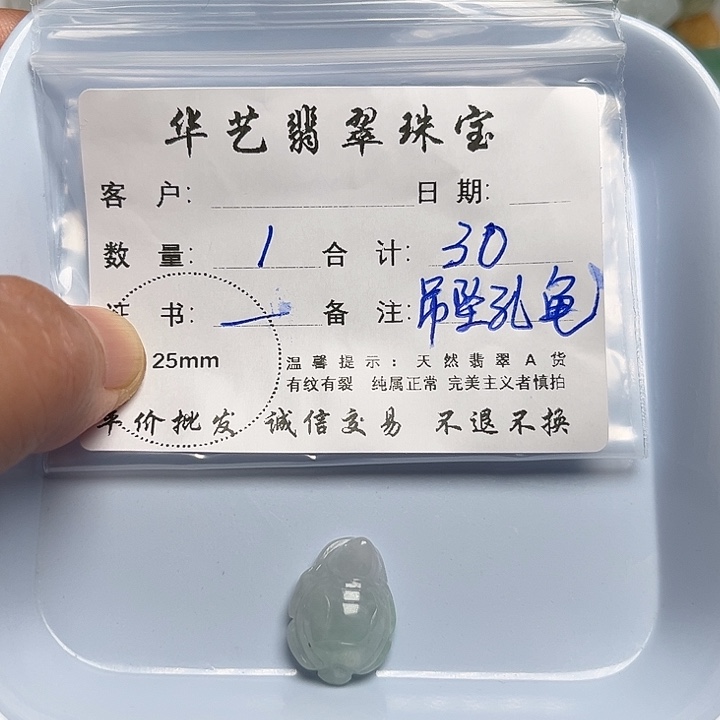 华艺翡翠珠宝
客 户: 日 期:
数 量: 1 合 计: 30
书: 一 备 注: 吊坠孔龟
25mm
温馨提示: 天然翡翠A货
有纹有裂 纯属正常 完美主义者慎拍
平价批发 诚信交易 不退不换